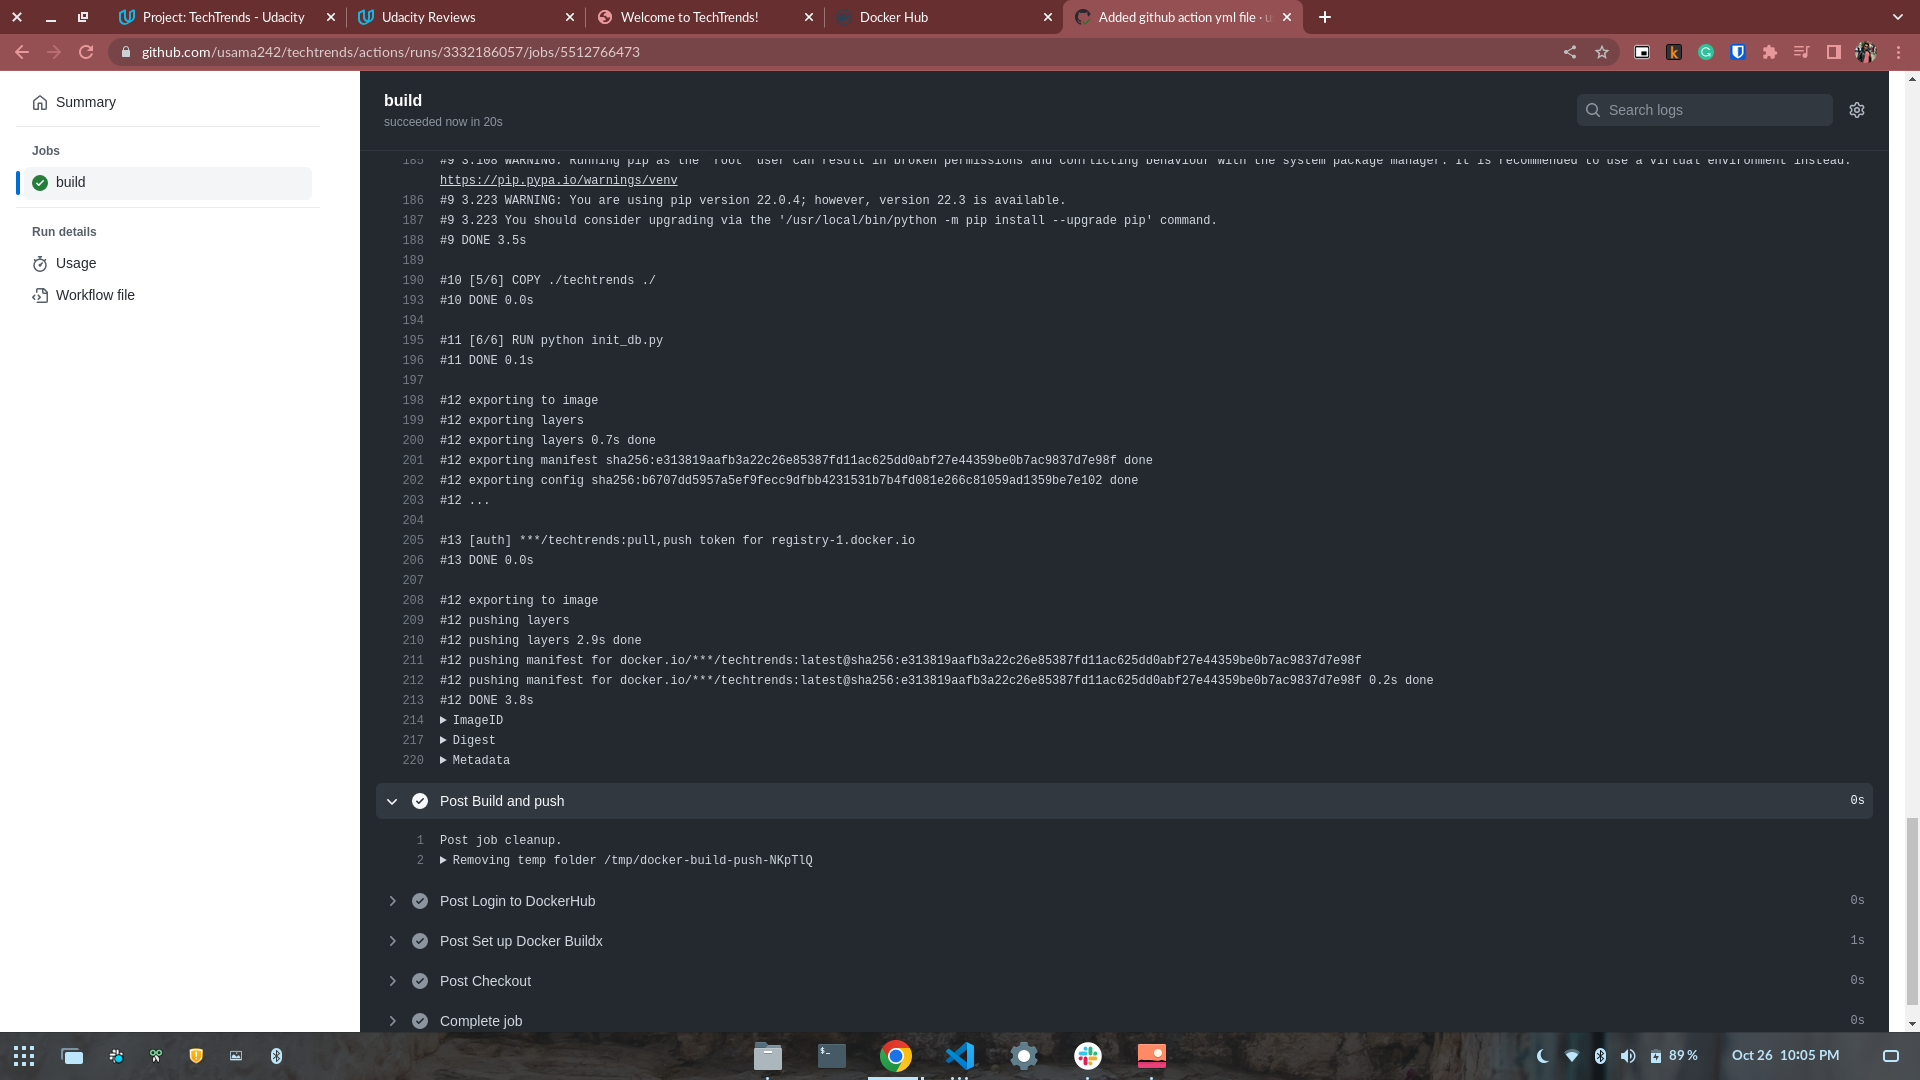 Project: TechTrends - Udacity
Udacity Reviews
Welcome to TechTrends!
Docker Hub
Added github action yml file · u
github.com/usama242/techtrends/actions/runs/3332186057/jobs/5512766473
Summary
Jobs
build
Run details
Usage
Workflow file
build
succeeded now in 20s
Search logs
185 #9 3.108 WARNING: Running pip as the 'root' user can result in broken permissions and conflicting behaviour with the system package manager. It is recommended to use a virtual environment instead:
https://pip.pypa.io/warnings/venv
186 #9 3.223 WARNING: You are using pip version 22.0.4; however, version 22.3 is available.
187 #9 3.223 You should consider upgrading via the '/usr/local/bin/python -m pip install --upgrade pip' command.
188 #9 DONE 3.5s
189
190 #10 [5/6] COPY ./techtrends ./
193 #10 DONE 0.0s
194
195 #11 [6/6] RUN python init_db.py
196 #11 DONE 0.1s
197
198 #12 exporting to image
199 #12 exporting layers
200 #12 exporting layers 0.7s done
201 #12 exporting manifest sha256:e313819aafb3a22c26e85387fd11ac625dd0abf27e44359be0b7ac9837d7e98f done
202 #12 exporting config sha256:b6707dd5957a5ef9fecc9dfbb4231531b7b4fd081e266c81059ad1359be7e102 done
203 #12 ...
204
205 #13 [auth] ***/techtrends:pull,push token for registry-1.docker.io
206 #13 DONE 0.0s
207
208 #12 exporting to image
209 #12 pushing layers
210 #12 pushing layers 2.9s done
211 #12 pushing manifest for docker.io/***/techtrends:latest@sha256:e313819aafb3a22c26e85387fd11ac625dd0abf27e44359be0b7ac9837d7e98f
212 #12 pushing manifest for docker.io/***/techtrends:latest@sha256:e313819aafb3a22c26e85387fd11ac625dd0abf27e44359be0b7ac9837d7e98f 0.2s done
213 #12 DONE 3.8s
214 ImageID
217 Digest
220 Metadata
Post Build and push 0s
1 Post job cleanup.
2 Removing temp folder /tmp/docker-build-push-NKpTlQ
Post Login to DockerHub 0s
Post Set up Docker Buildx 1s
Post Checkout 0s
Complete job 0s
89 % Oct 26 10:05 PM